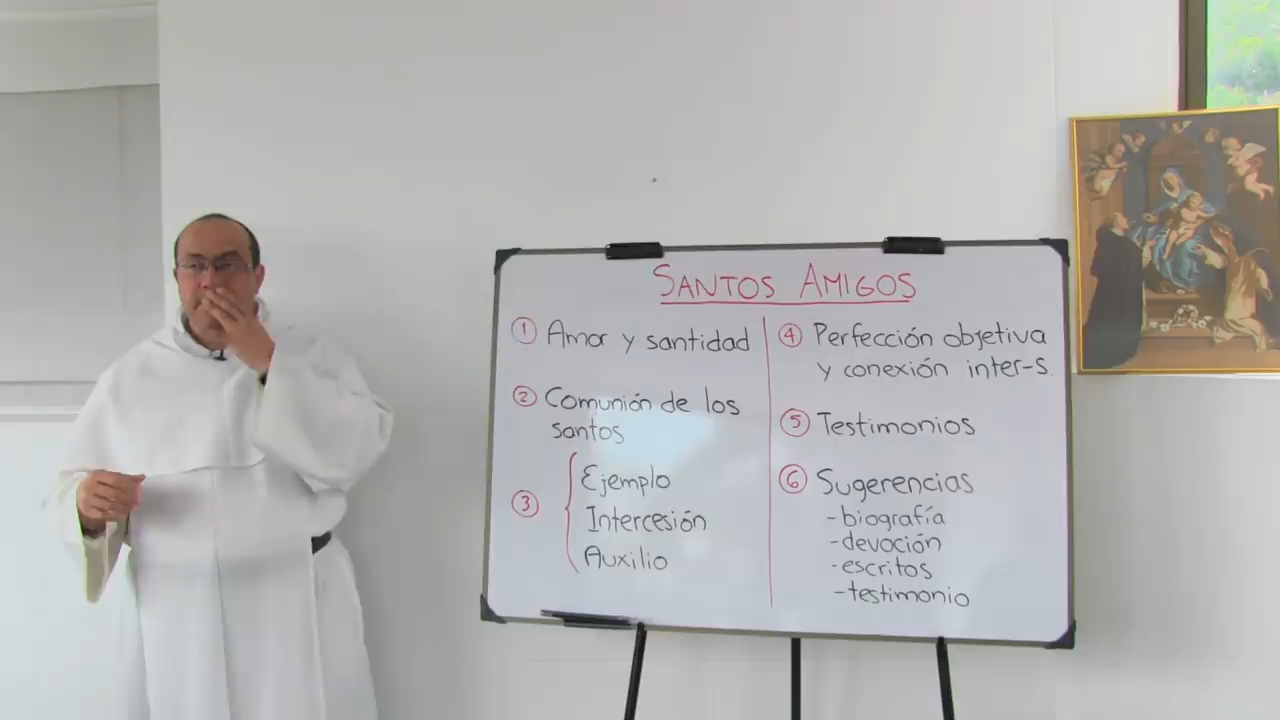 SANTOS AMIGOS
1 Amor y santidad
2 Comunión de los
santos
3 Ejemplo
Intercesión
Auxilio
4 Perfección objetiva
y conexión inter-s.
5 Testimonios
6 Sugerencias
-biografía
-devoción
-escritos
-testimonio